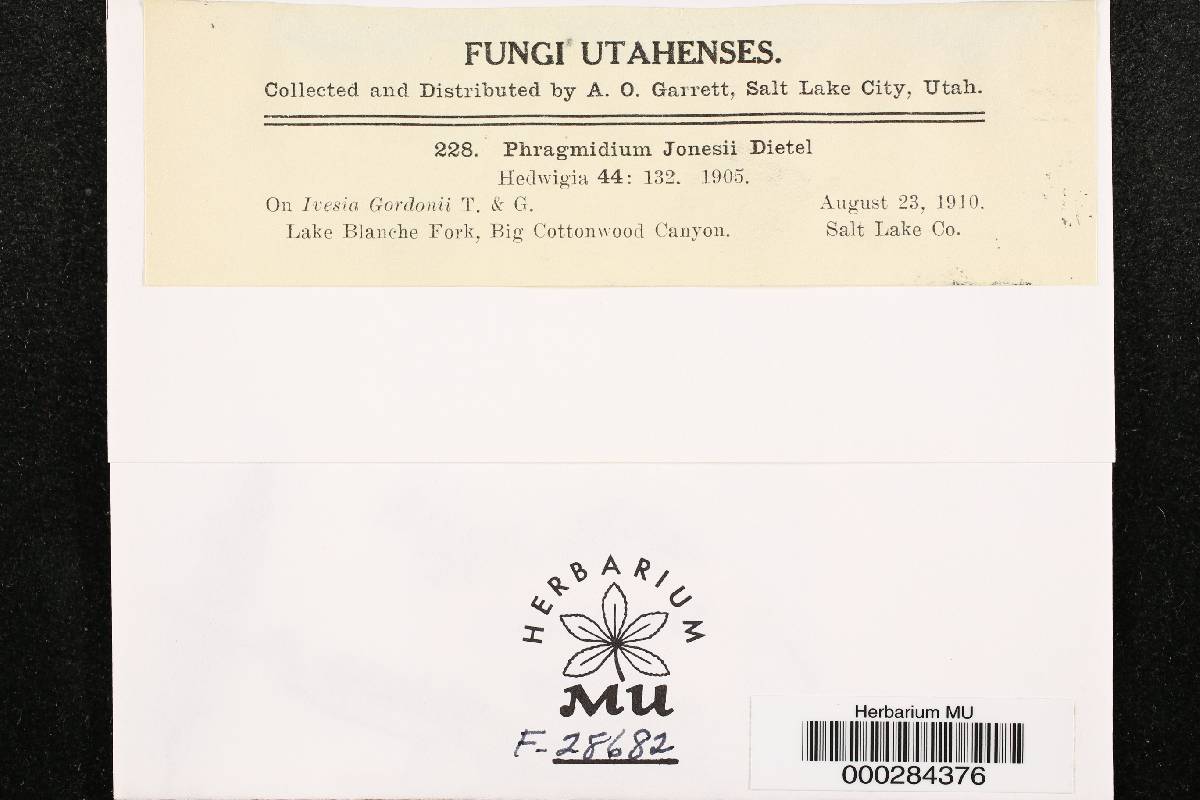 FUNGI UTAHENSES.
Collected and Distributed by A. O. Garrett, Salt Lake City, Utah.
228. Phragmidium Jonesii Dietel
Hedwigia 44: 132. 1905.
On Ivesia Gordonii T. & G. August 23, 1910.
Lake Blanche Fork, Big Cottonwood Canyon. Salt Lake Co.
HERBARIUM
MU
F-28682
Herbarium MU
000284376